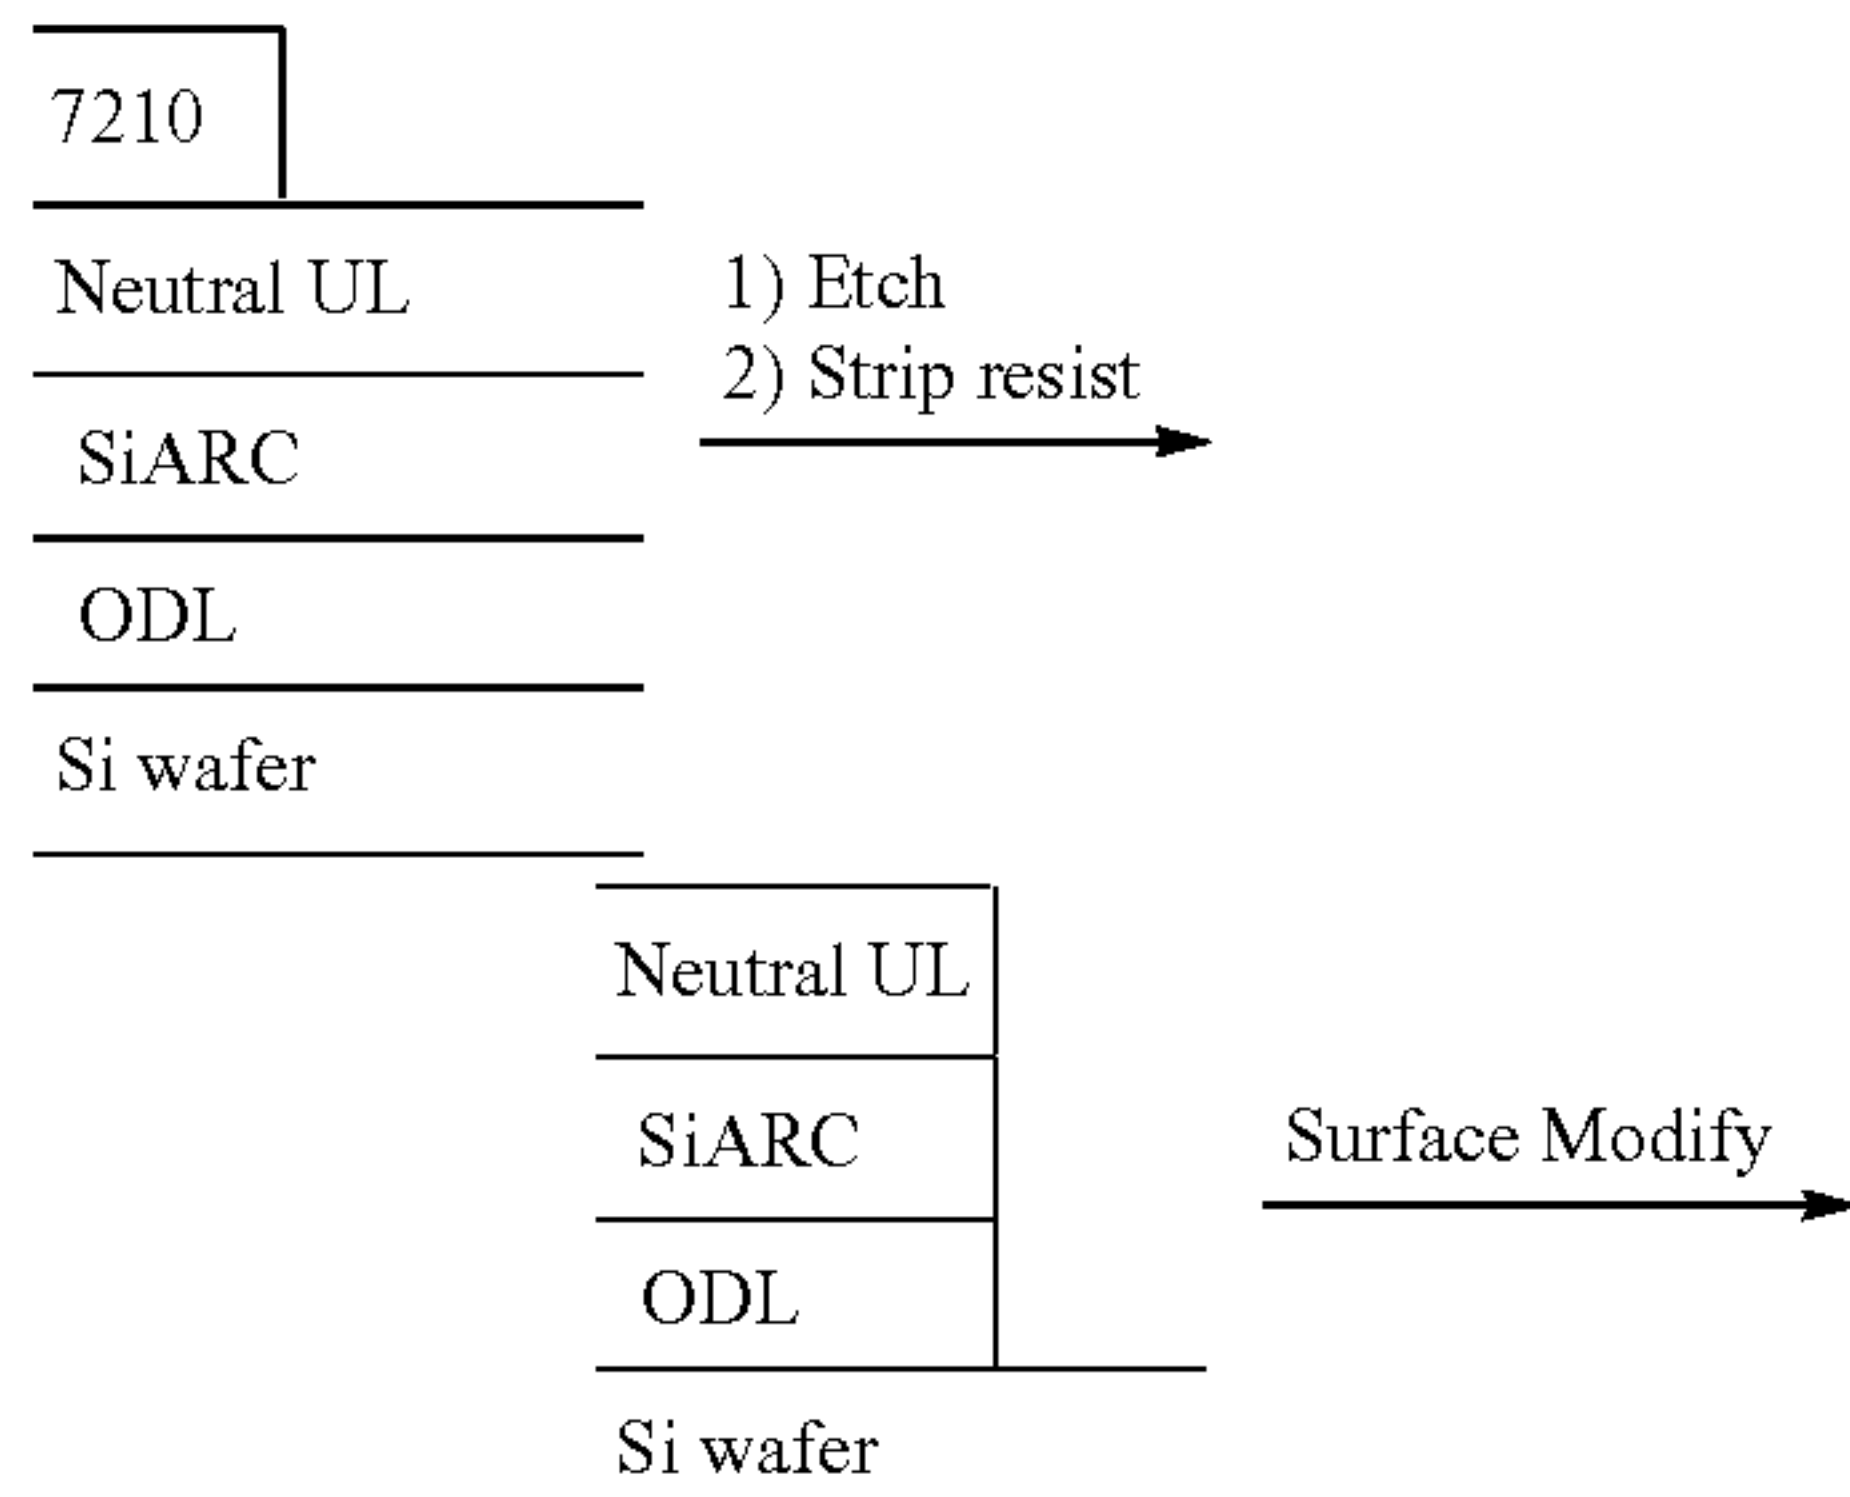 7210
Neutral UL
SiARC
ODL
Si wafer
1) Etch
2) Strip resist
Neutral UL
SiARC
ODL
Si wafer
Surface Modify